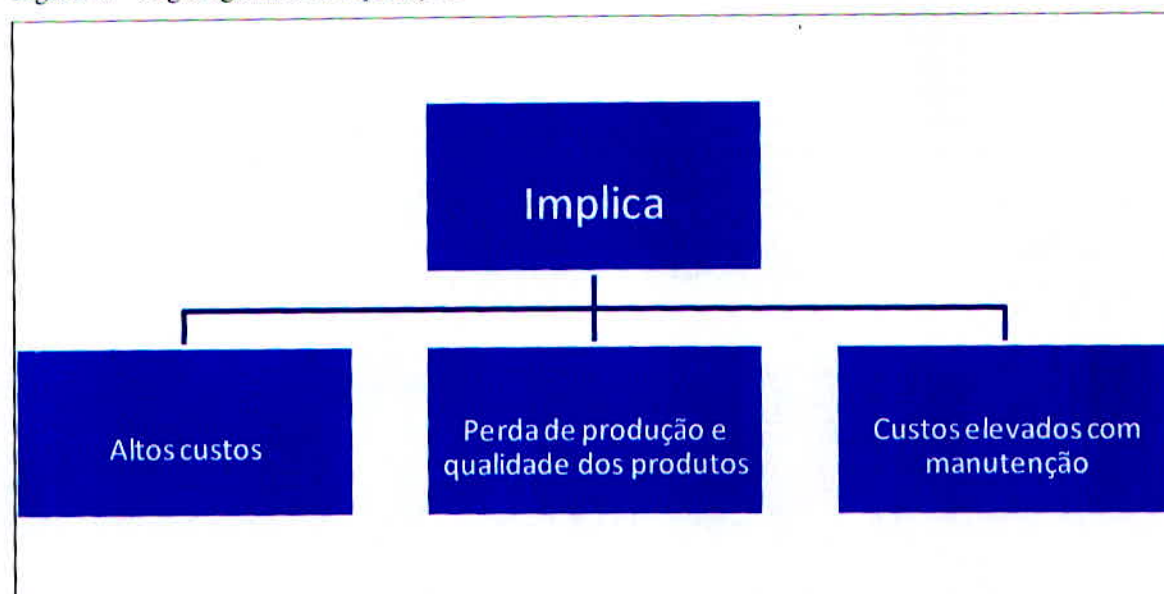 Implica
Altos custos
Perda de produção e
qualidade dos produtos
Custos elevados com
manutenção